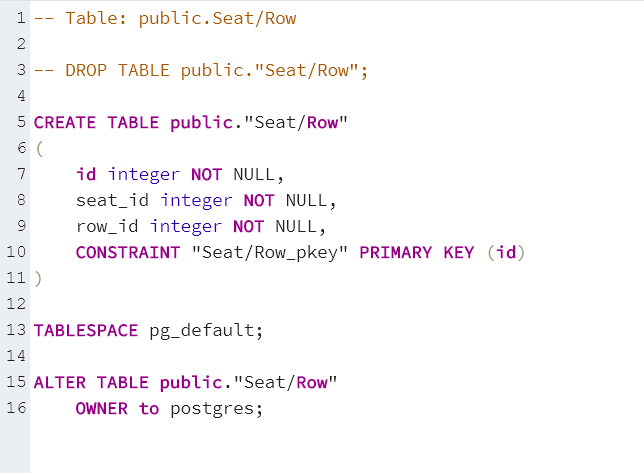 1 -- Table: public.Seat/Row
2
3 -- DROP TABLE public."Seat/Row";
4
5 CREATE TABLE public."Seat/Row"
6 (
7     id integer NOT NULL,
8     seat_id integer NOT NULL,
9     row_id integer NOT NULL,
10     CONSTRAINT "Seat/Row_pkey" PRIMARY KEY (id)
11 )
12
13 TABLESPACE pg_default;
14
15 ALTER TABLE public."Seat/Row"
16     OWNER to postgres;